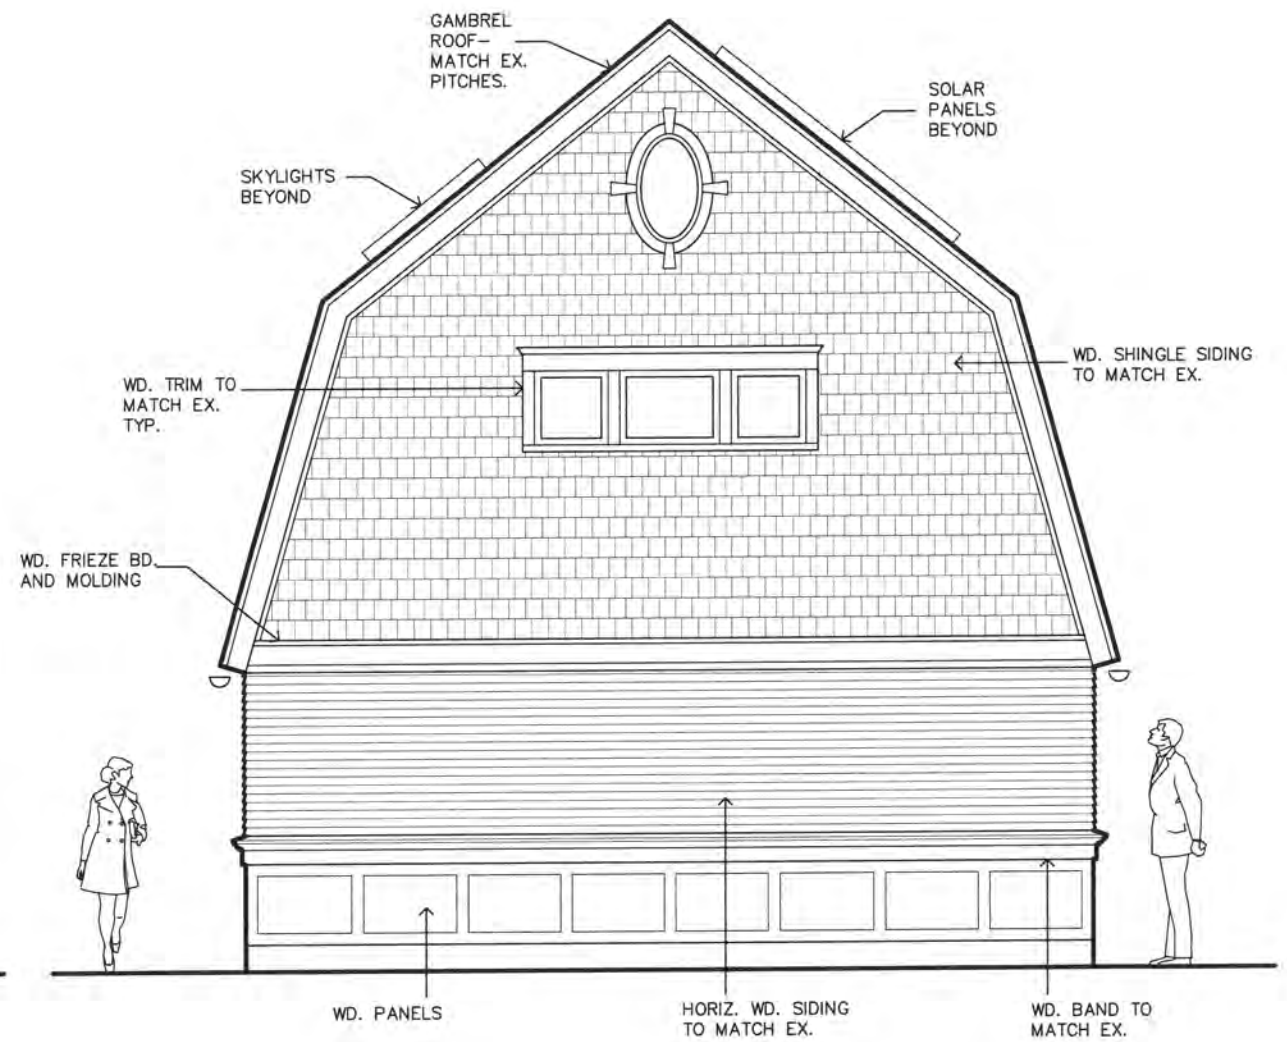 GAMBREL
ROOF-
MATCH EX.
PITCHES.
SOLAR
PANELS
BEYOND
SKYLIGHTS
BEYOND
WD. SHINGLE SIDING
TO MATCH EX.
WD. TRIM TO
MATCH EX.
TYP.
WD. FRIEZE BD.
AND MOLDING
WD. PANELS
HORIZ. WD. SIDING
TO MATCH EX.
WD. BAND TO
MATCH EX.